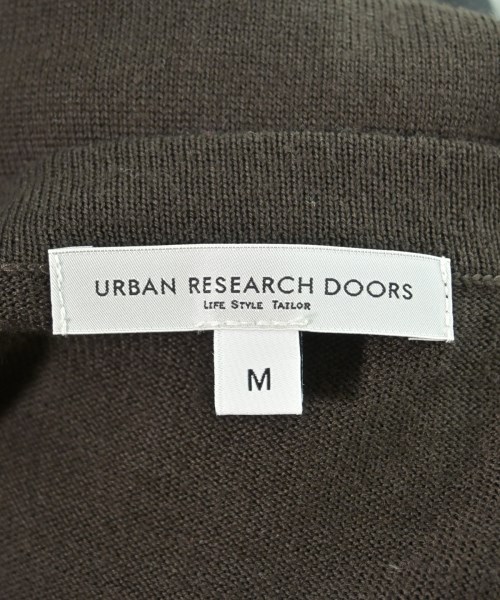 URBAN RESEARCH DOORS
LIFE STYLE TAILOR
M